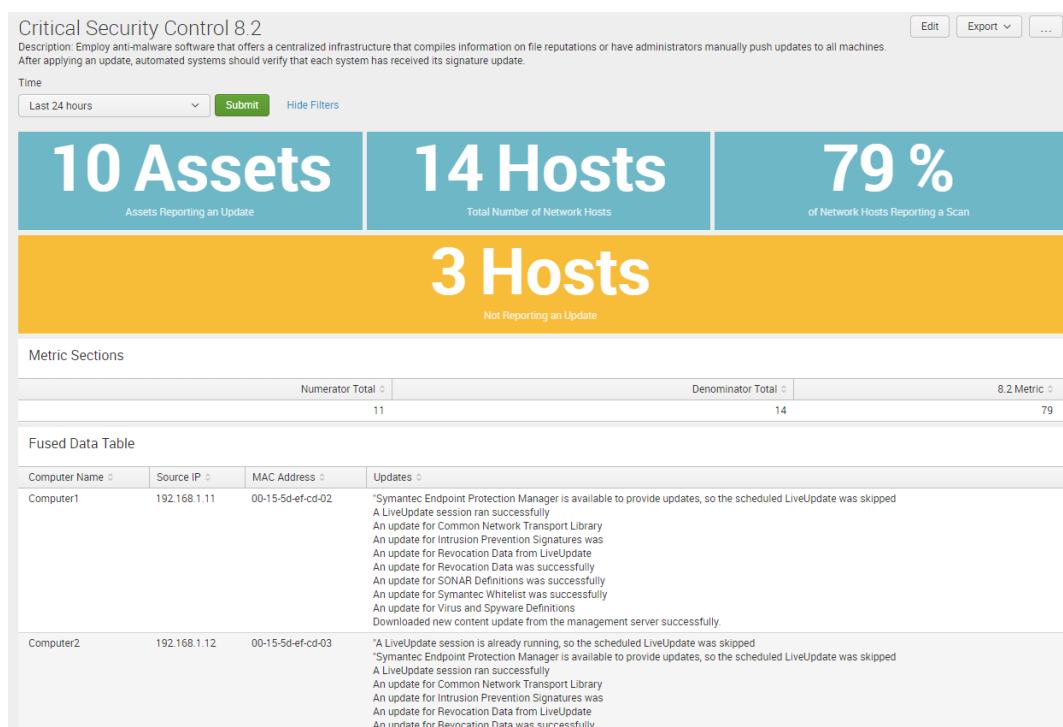 Critical Security Control 8.2
Edit
Export
...
Description: Employ anti-malware software that offers a centralized infrastructure that compiles information on file reputations or have administrators manually push updates to all machines.
After applying an update, automated systems should verify that each system has received its signature update.
Time
Last 24 hours
Submit
Hide Filters
10 Assets
Assets Reporting an Update
14 Hosts
Total Number of Network Hosts
79 %
of Network Hosts Reporting a Scan
3 Hosts
Not Reporting an Update
Metric Sections
Numerator Total Denominator Total 8.2 Metric
11 14 79
Fused Data Table
Computer Name Source IP MAC Address Updates
Computer1 192.168.1.11 00-15-5d-ef-cd-02 "Symantec Endpoint Protection Manager is available to provide updates, so the scheduled LiveUpdate was skipped
A LiveUpdate session ran successfully
An update for Common Network Transport Library
An update for Intrusion Prevention Signatures was
An update for Revocation Data from LiveUpdate
An update for Revocation Data was successfully
An update for SONAR Definitions was successfully
An update for Symantec Whitelist was successfully
An update for Virus and Spyware Definitions
Downloaded new content update from the management server successfully.
Computer2 192.168.1.12 00-15-5d-ef-cd-03 "A LiveUpdate session is already running, so the scheduled LiveUpdate was skipped
"Symantec Endpoint Protection Manager is available to provide updates, so the scheduled LiveUpdate was skipped
A LiveUpdate session ran successfully
An update for Common Network Transport Library
An update for Intrusion Prevention Signatures was
An update for Revocation Data from LiveUpdate
An update for Revocation Data was successfully